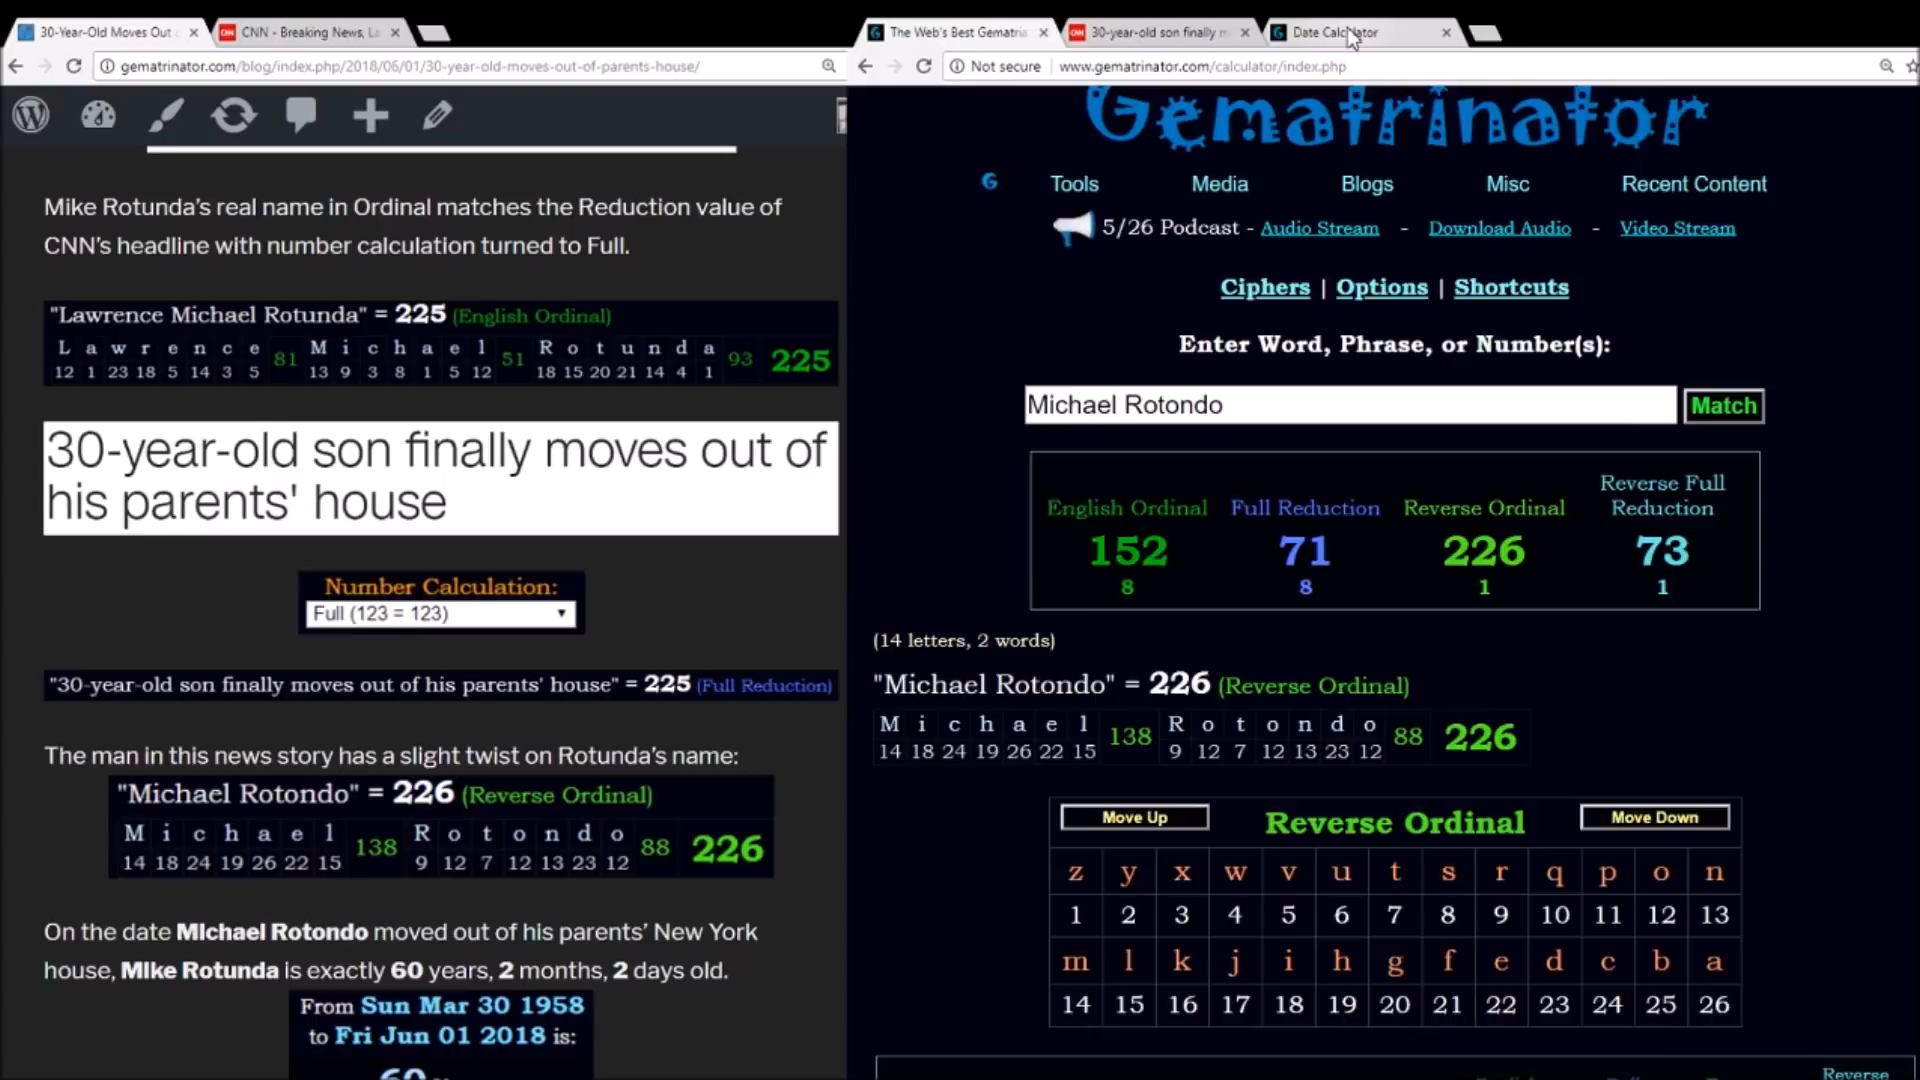 30-Year-Old Moves Out
CNN - Breaking News, La
gematrinator.com/blog/index.php/2018/06/01/30-year-old-moves-out-of-parents-house/
Mike Rotunda's real name in Ordinal matches the Reduction value of
CNN's headline with number calculation turned to Full.
"Lawrence Michael Rotunda" = 225 (English Ordinal)
L a w r e n c e 81 M i c h a e l 51 R o t u n d a 93 225
12 1 23 18 5 14 3 5 13 9 3 8 1 5 12 18 15 20 21 14 4 1
30-year-old son finally moves out of
his parents' house
Number Calculation:
Full (123 = 123)
"30-year-old son finally moves out of his parents' house" = 225 (Full Reduction)
The man in this news story has a slight twist on Rotunda's name:
"Michael Rotondo" = 226 (Reverse Ordinal)
M i c h a e l 138 R o t o n d o 88 226
14 18 24 19 26 22 15 9 12 7 12 13 23 12
On the date Michael Rotondo moved out of his parents' New York
house, Mike Rotunda is exactly 60 years, 2 months, 2 days old.
From Sun Mar 30 1958
to Fri Jun 01 2018 is:
The Web's Best Gematria
30-year-old son finally m
Date Calculator
Not secure
www.gematrinator.com/calculator/index.php
Gematrinator
G Tools Media Blogs Misc Recent Content
5/26 Podcast - Audio Stream - Download Audio - Video Stream
Ciphers | Options | Shortcuts
Enter Word, Phrase, or Number(s):
Michael Rotondo
Match
English Ordinal Full Reduction Reverse Ordinal Reverse Full Reduction
152 71 226 73
8 8 1 1
(14 letters, 2 words)
"Michael Rotondo" = 226 (Reverse Ordinal)
M i c h a e l 138 R o t o n d o 88 226
14 18 24 19 26 22 15 9 12 7 12 13 23 12
Move Up Reverse Ordinal Move Down
z y x w v u t s r q p o n
1 2 3 4 5 6 7 8 9 10 11 12 13
m l k j i h g f e d c b a
14 15 16 17 18 19 20 21 22 23 24 25 26
Reverse